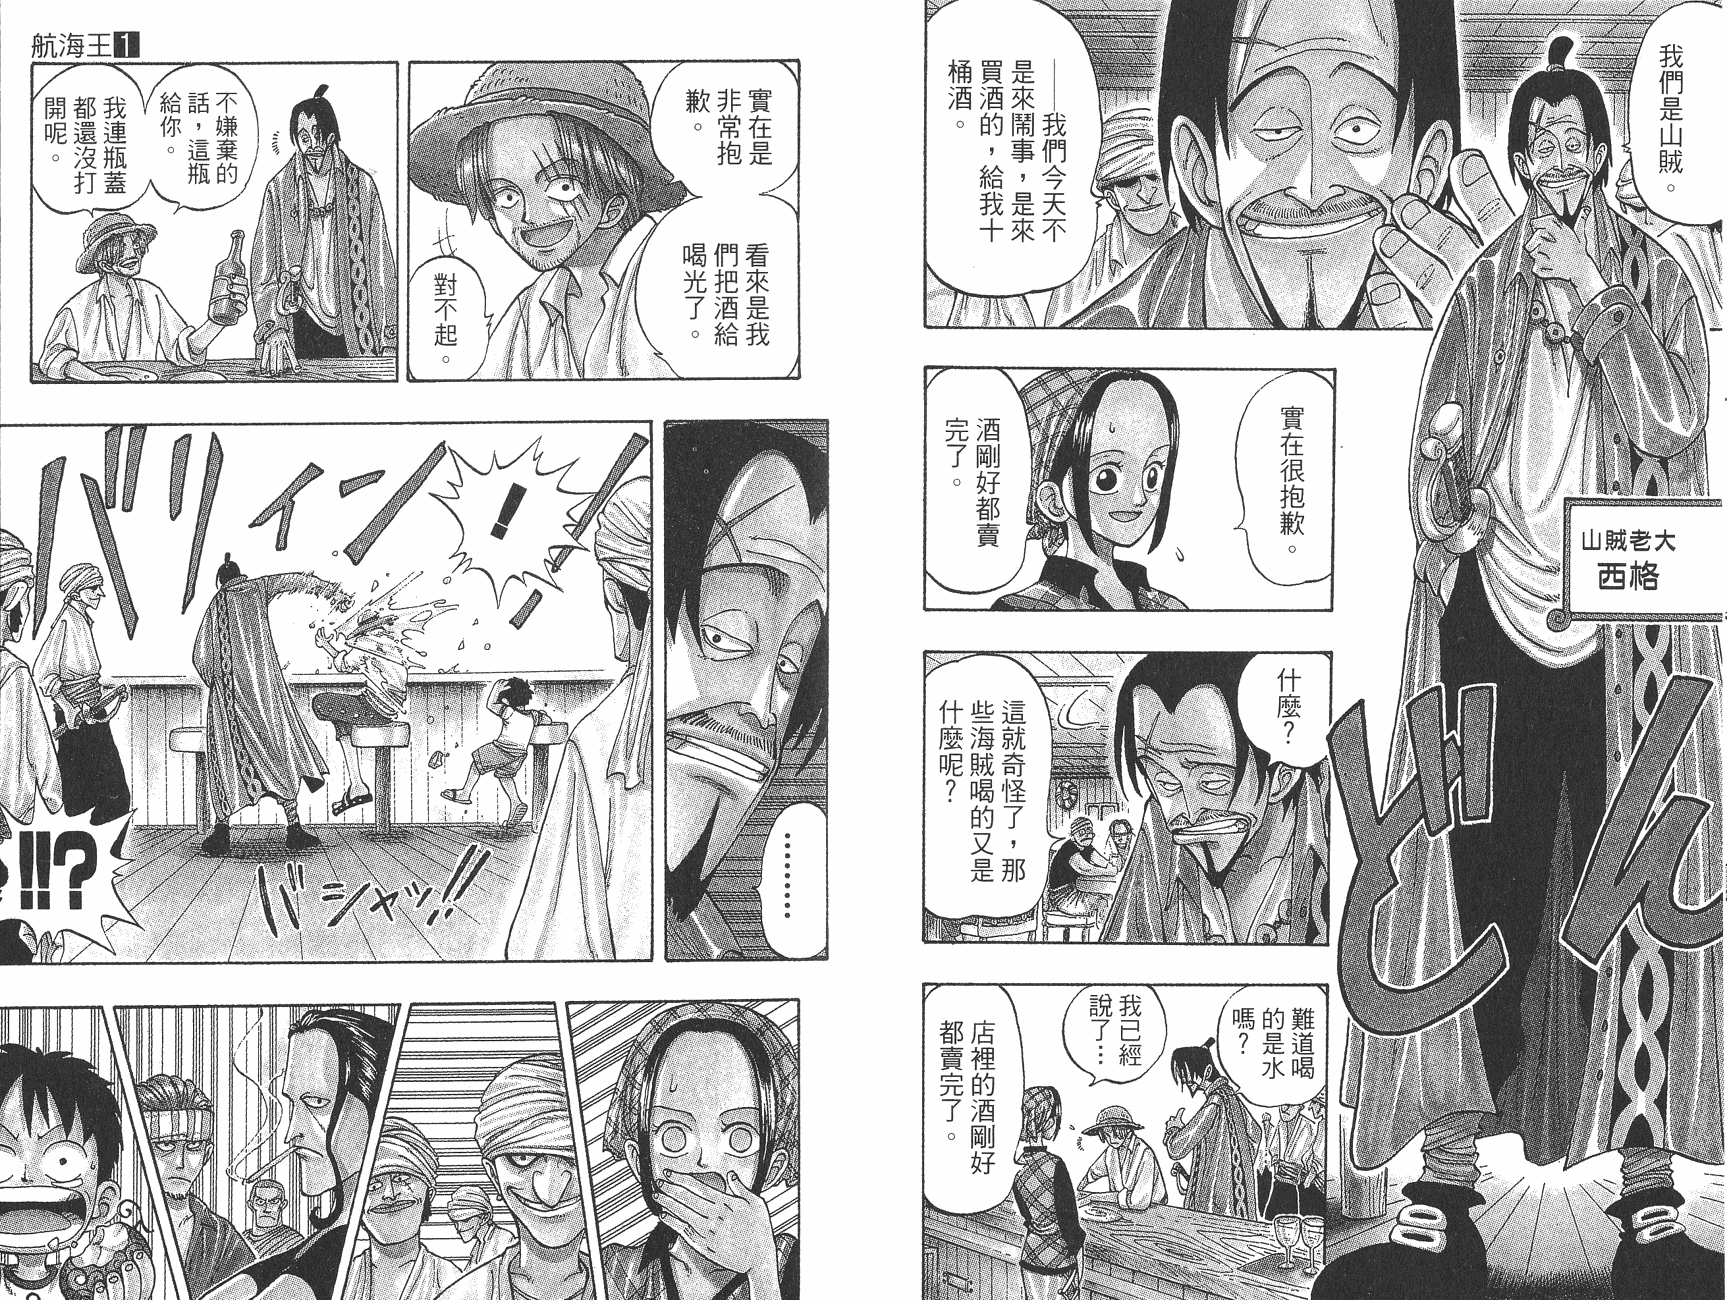 我們是山賊。
——我們今天不
是來鬧事，是來
買酒的，給我十
桶酒。
山賊老大
西格
どん
實在很抱歉。
酒剛好都賣
完了。
什麼？
這就奇怪了，那
些海賊喝的又是
什麼呢？
難道喝
的是水
嗎？
我已經
說了…
店裡的酒剛好
都賣完了。
航海王1
實在是
非常抱
歉。
看來是我
們把酒給
喝光了。
對不起。
不嫌棄的
話，這瓶
給你。
我連瓶蓋
都還沒打
開呢。
………
!
バリィン
バシャッ!!
!!?